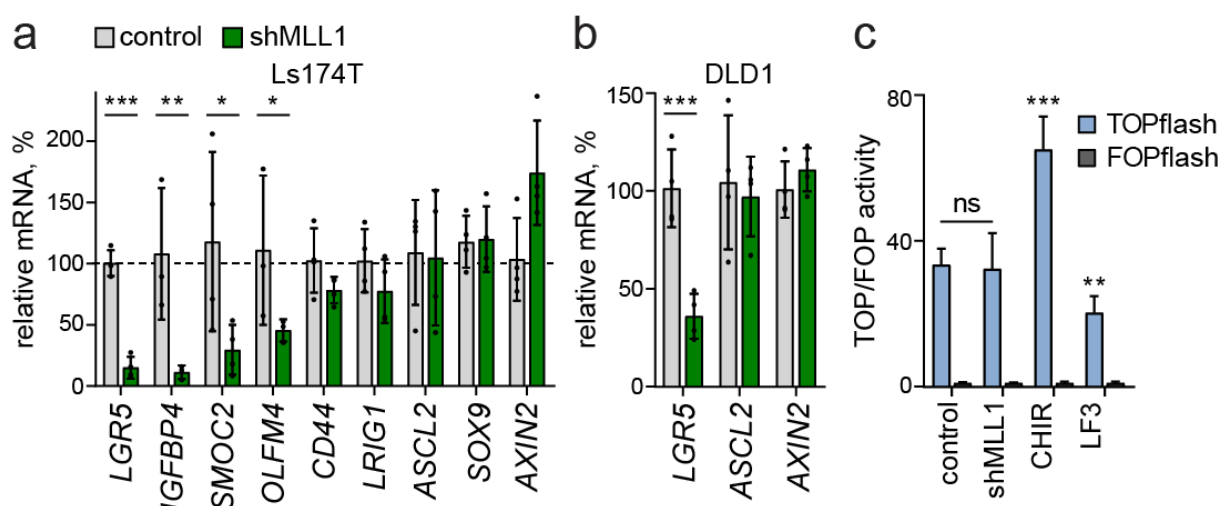 a
control
shMLL1
Ls174T
relative mRNA, %
200
150
100
50
0
***
**
*
*
LGR5
IGFBP4
SMOC2
OLFM4
CD44
LRIG1
ASCL2
SOX9
AXIN2
b
DLD1
relative mRNA, %
150
100
50
0
***
LGR5
ASCL2
AXIN2
c
TOP/FOP activity
80
40
0
ns
***
**
TOPflash
FOPflash
control
shMLL1
CHIR
LF3